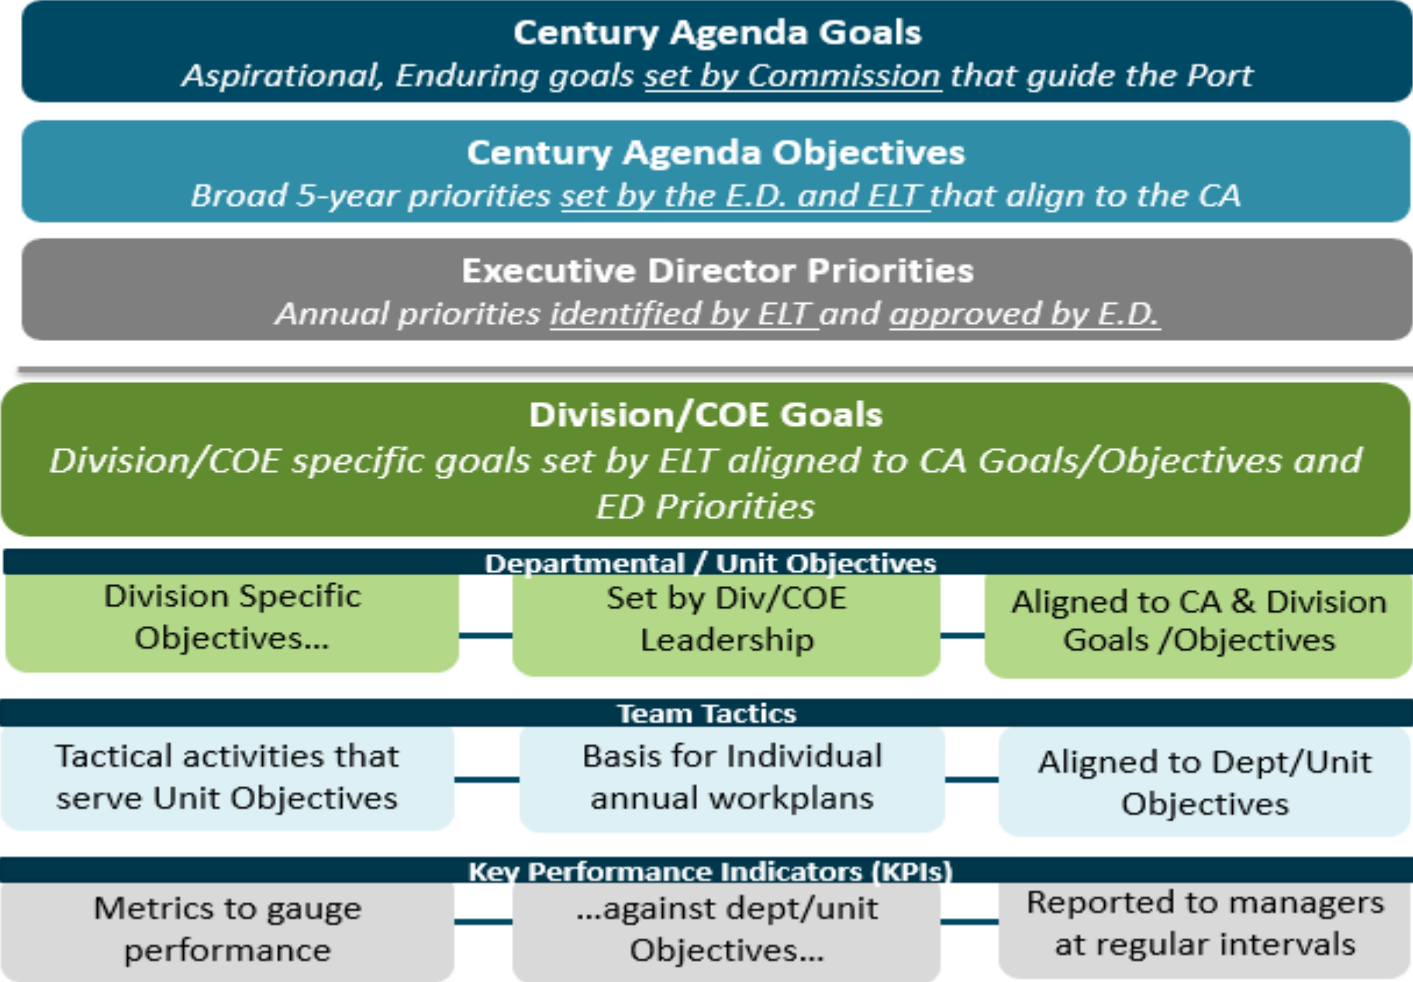 Century Agenda Goals
Aspirational, Enduring goals set by Commission that guide the Port
Century Agenda Objectives
Broad 5-year priorities set by the E.D. and ELT that align to the CA
Executive Director Priorities
Annual priorities identified by ELT and approved by E.D.
Division/COE Goals
Division/COE specific goals set by ELT aligned to CA Goals/Objectives and
ED Priorities
Departmental / Unit Objectives
Division Specific
Objectives…
Set by Div/COE
Leadership
Aligned to CA & Division
Goals /Objectives
Team Tactics
Tactical activities that
serve Unit Objectives
Basis for Individual
annual workplans
Aligned to Dept/Unit
Objectives
Key Performance Indicators (KPIs)
Metrics to gauge
performance
…against dept/unit
Objectives…
Reported to managers
at regular intervals